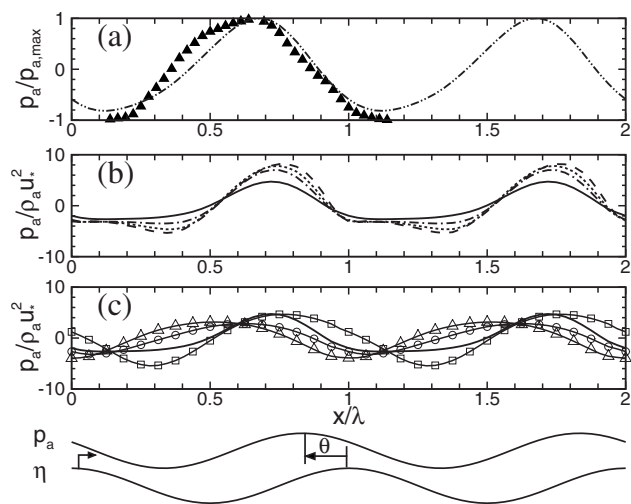 (a)
p_a/p_a,max
1
0
-1
0
0.5
1
1.5
2
(b)
p_a/ρ_a u_*^2
10
0
-10
0
0.5
1
1.5
2
(c)
p_a/ρ_a u_*^2
10
0
-10
0
0.5
1
1.5
2
x/λ
p_a
θ
η